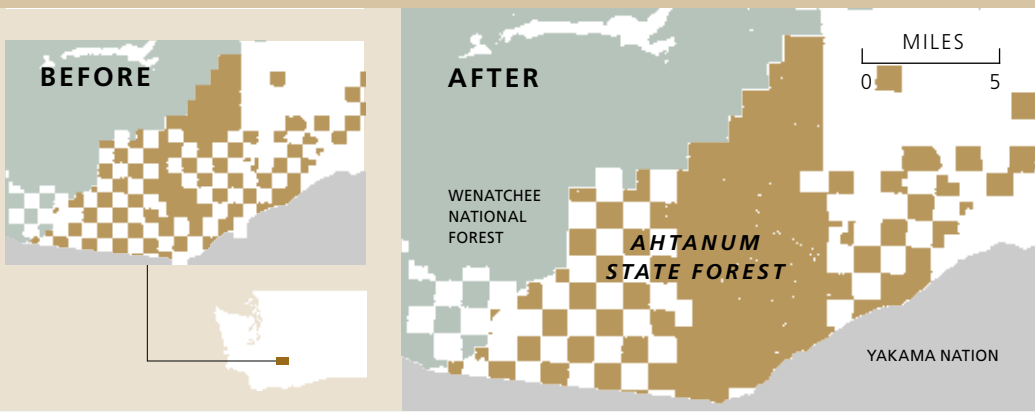 BEFORE
AFTER
MILES
0 5
WENATCHEE
NATIONAL
FOREST
AHTANUM
STATE FOREST
YAKAMA NATION